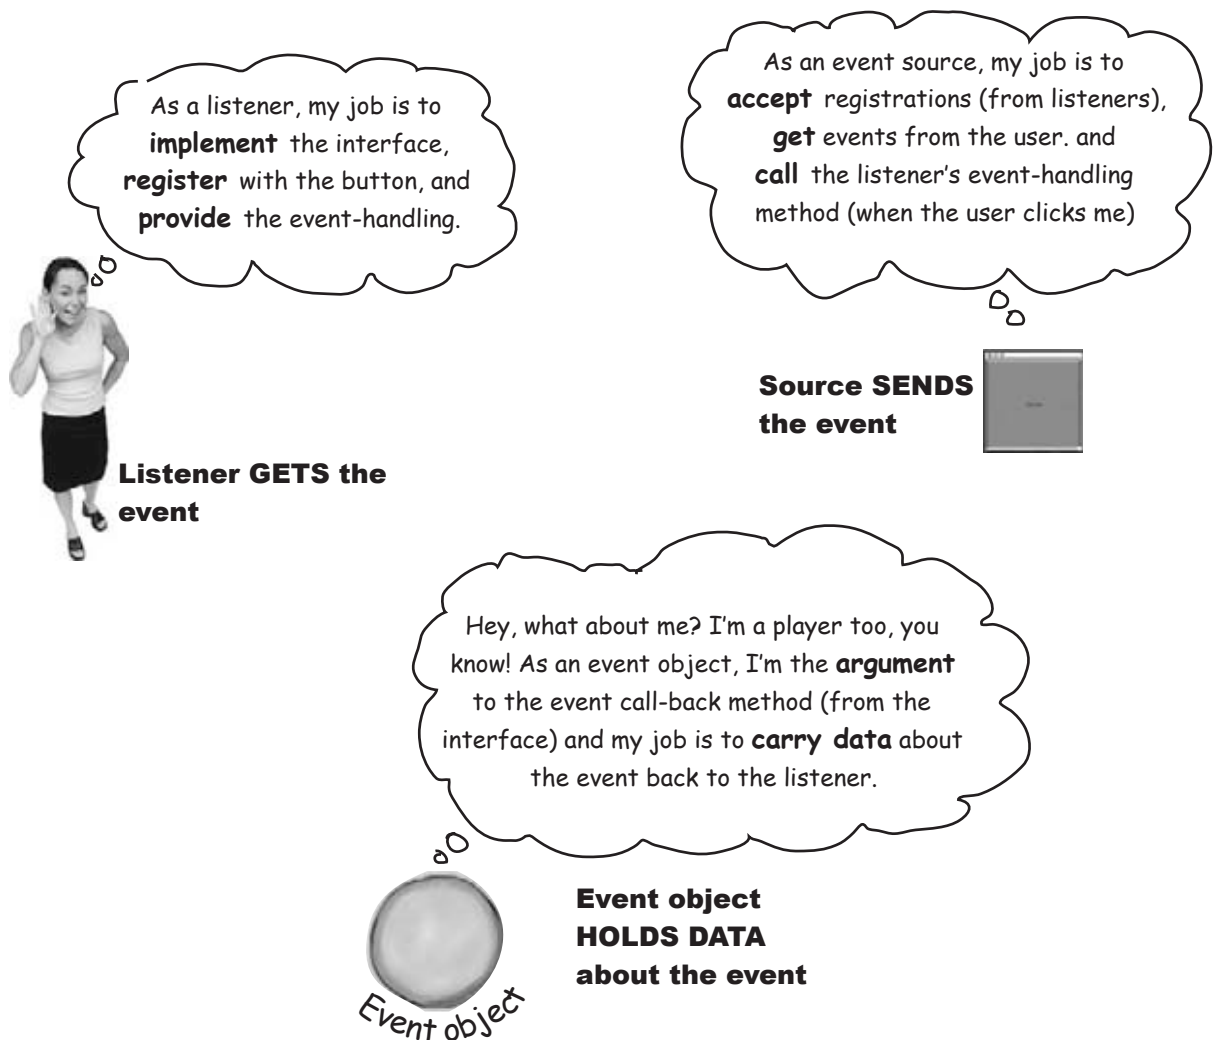 As a listener, my job is to
implement the interface,
register with the button, and
provide the event-handling.
Listener GETS the
event
As an event source, my job is to
accept registrations (from listeners),
get events from the user. and
call the listener's event-handling
method (when the user clicks me)
Source SENDS
the event
Hey, what about me? I'm a player too, you
know! As an event object, I'm the argument
to the event call-back method (from the
interface) and my job is to carry data about
the event back to the listener.
Event object
HOLDS DATA
about the event
Event object